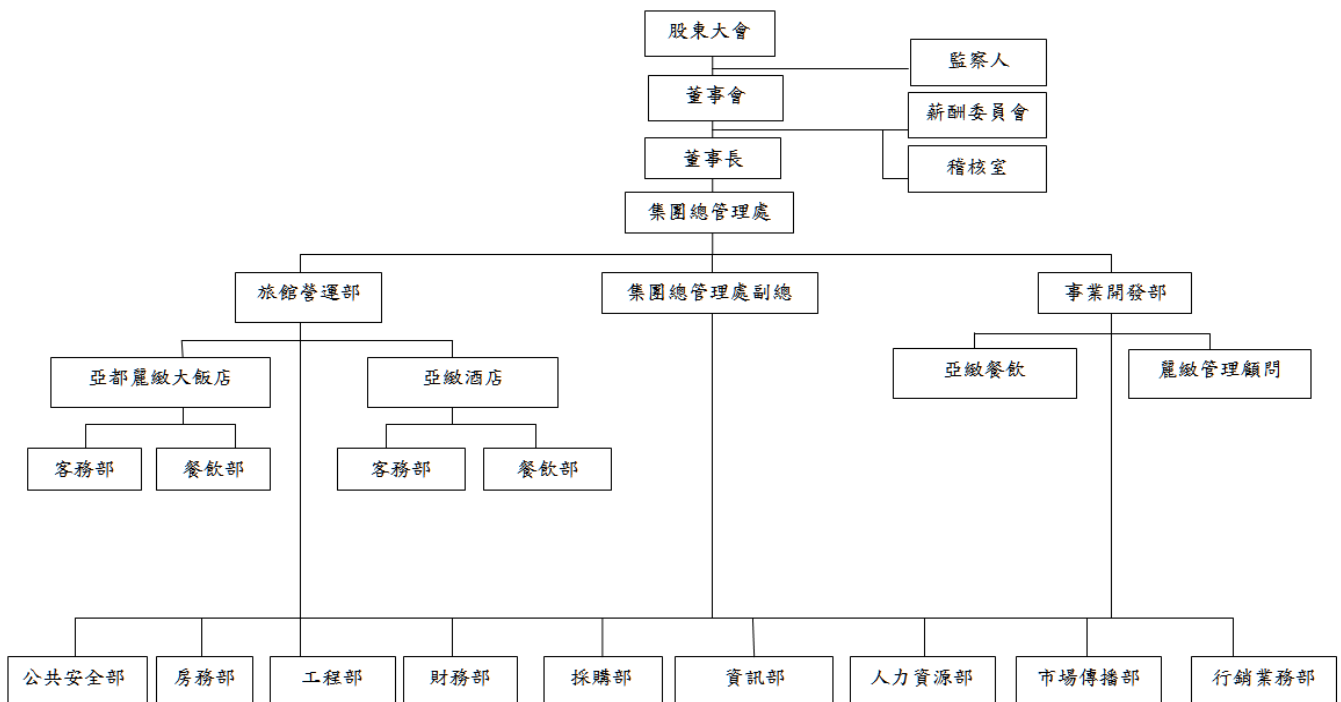 股東大會
監察人
董事會
薪酬委員會
董事長
稽核室
集團總管理處
旅館營運部
集團總管理處副總
事業開發部
亞都麗緻大飯店
亞緻酒店
亞緻餐飲
麗緻管理顧問
客務部
餐飲部
客務部
餐飲部
公共安全部
房務部
工程部
財務部
採購部
資訊部
人力資源部
市場傳播部
行銷業務部